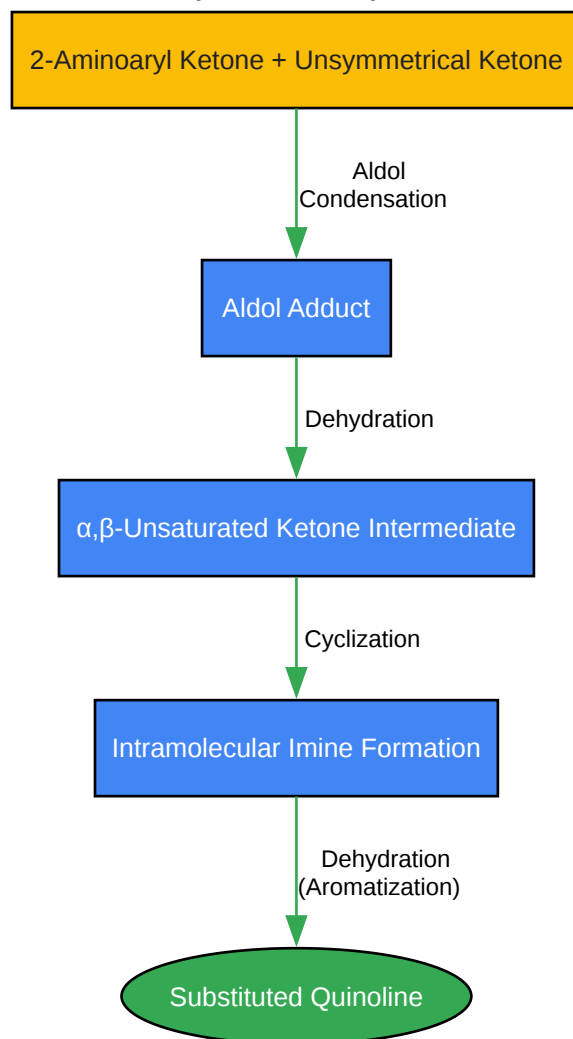 2-Aminoaryl Ketone + Unsymmetrical Ketone
Aldol
Condensation
Aldol Adduct
Dehydration
α,β-Unsaturated Ketone Intermediate
Cyclization
Intramolecular Imine Formation
Dehydration
(Aromatization)
Substituted Quinoline